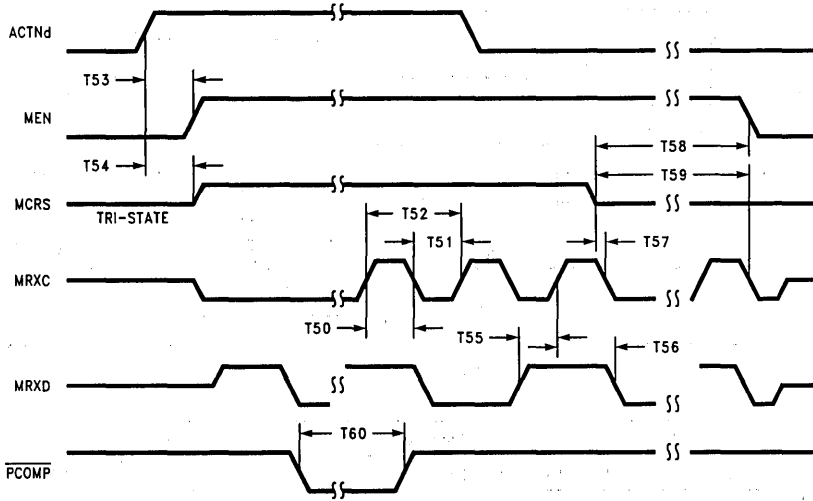 ACTNd
T53
MEN
T58
T54
T59
MCRS
TRI-STATE
T52
T51
T57
MRXC
T50
T55
T56
MRXD
T60
PCOMP